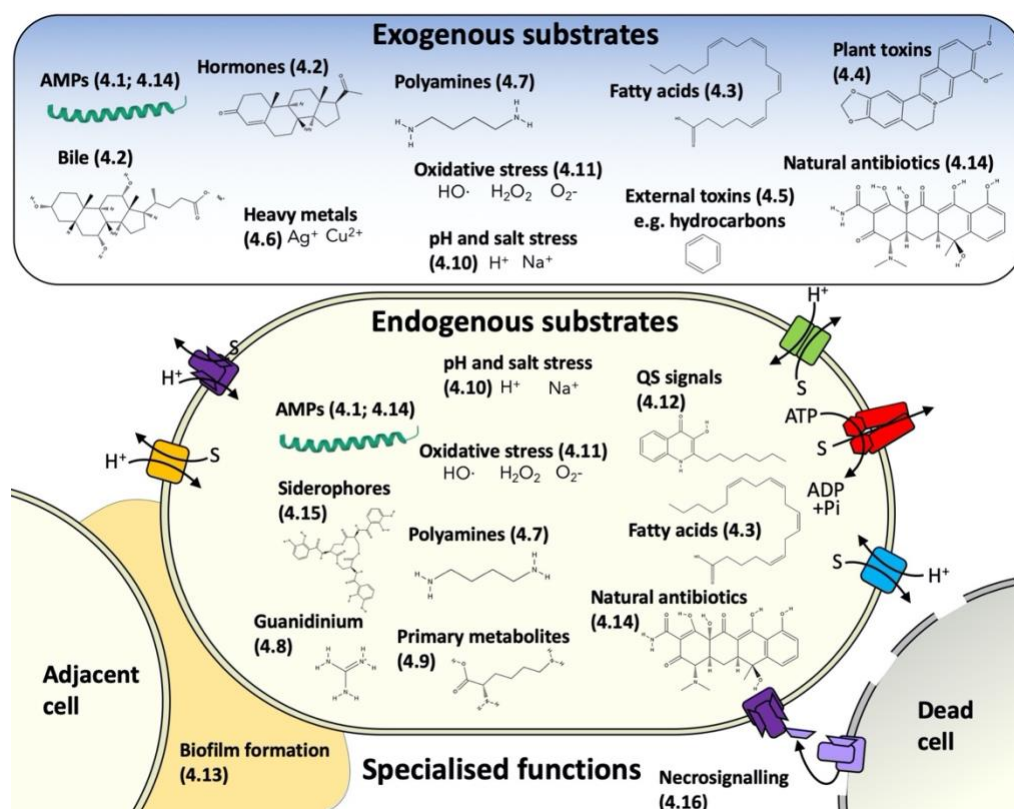 Exogenous substrates
AMPs (4.1; 4.14)
Hormones (4.2)
Polyamines (4.7)
Fatty acids (4.3)
Plant toxins
(4.4)
Bile (4.2)
Heavy metals
(4.6) Ag⁺ Cu²⁺
Oxidative stress (4.11)
HO· H₂O₂ O₂-
pH and salt stress
(4.10) H⁺ Na⁺
External toxins (4.5)
e.g. hydrocarbons
Natural antibiotics (4.14)
Endogenous substrates
pH and salt stress
(4.10) H⁺ Na⁺
AMPs (4.1; 4.14)
Oxidative stress (4.11)
HO· H₂O₂ O₂-
QS signals
(4.12)
Siderophores
(4.15)
Polyamines (4.7)
Fatty acids (4.3)
Guanidinium
(4.8)
Primary metabolites
(4.9)
Natural antibiotics
(4.14)
S
H⁺
H⁺
S
H⁺
S
ATP
S
ADP
+Pi
S
H⁺
Adjacent
cell
Biofilm formation
(4.13)
Specialised functions
Necrosignalling
(4.16)
Dead
cell